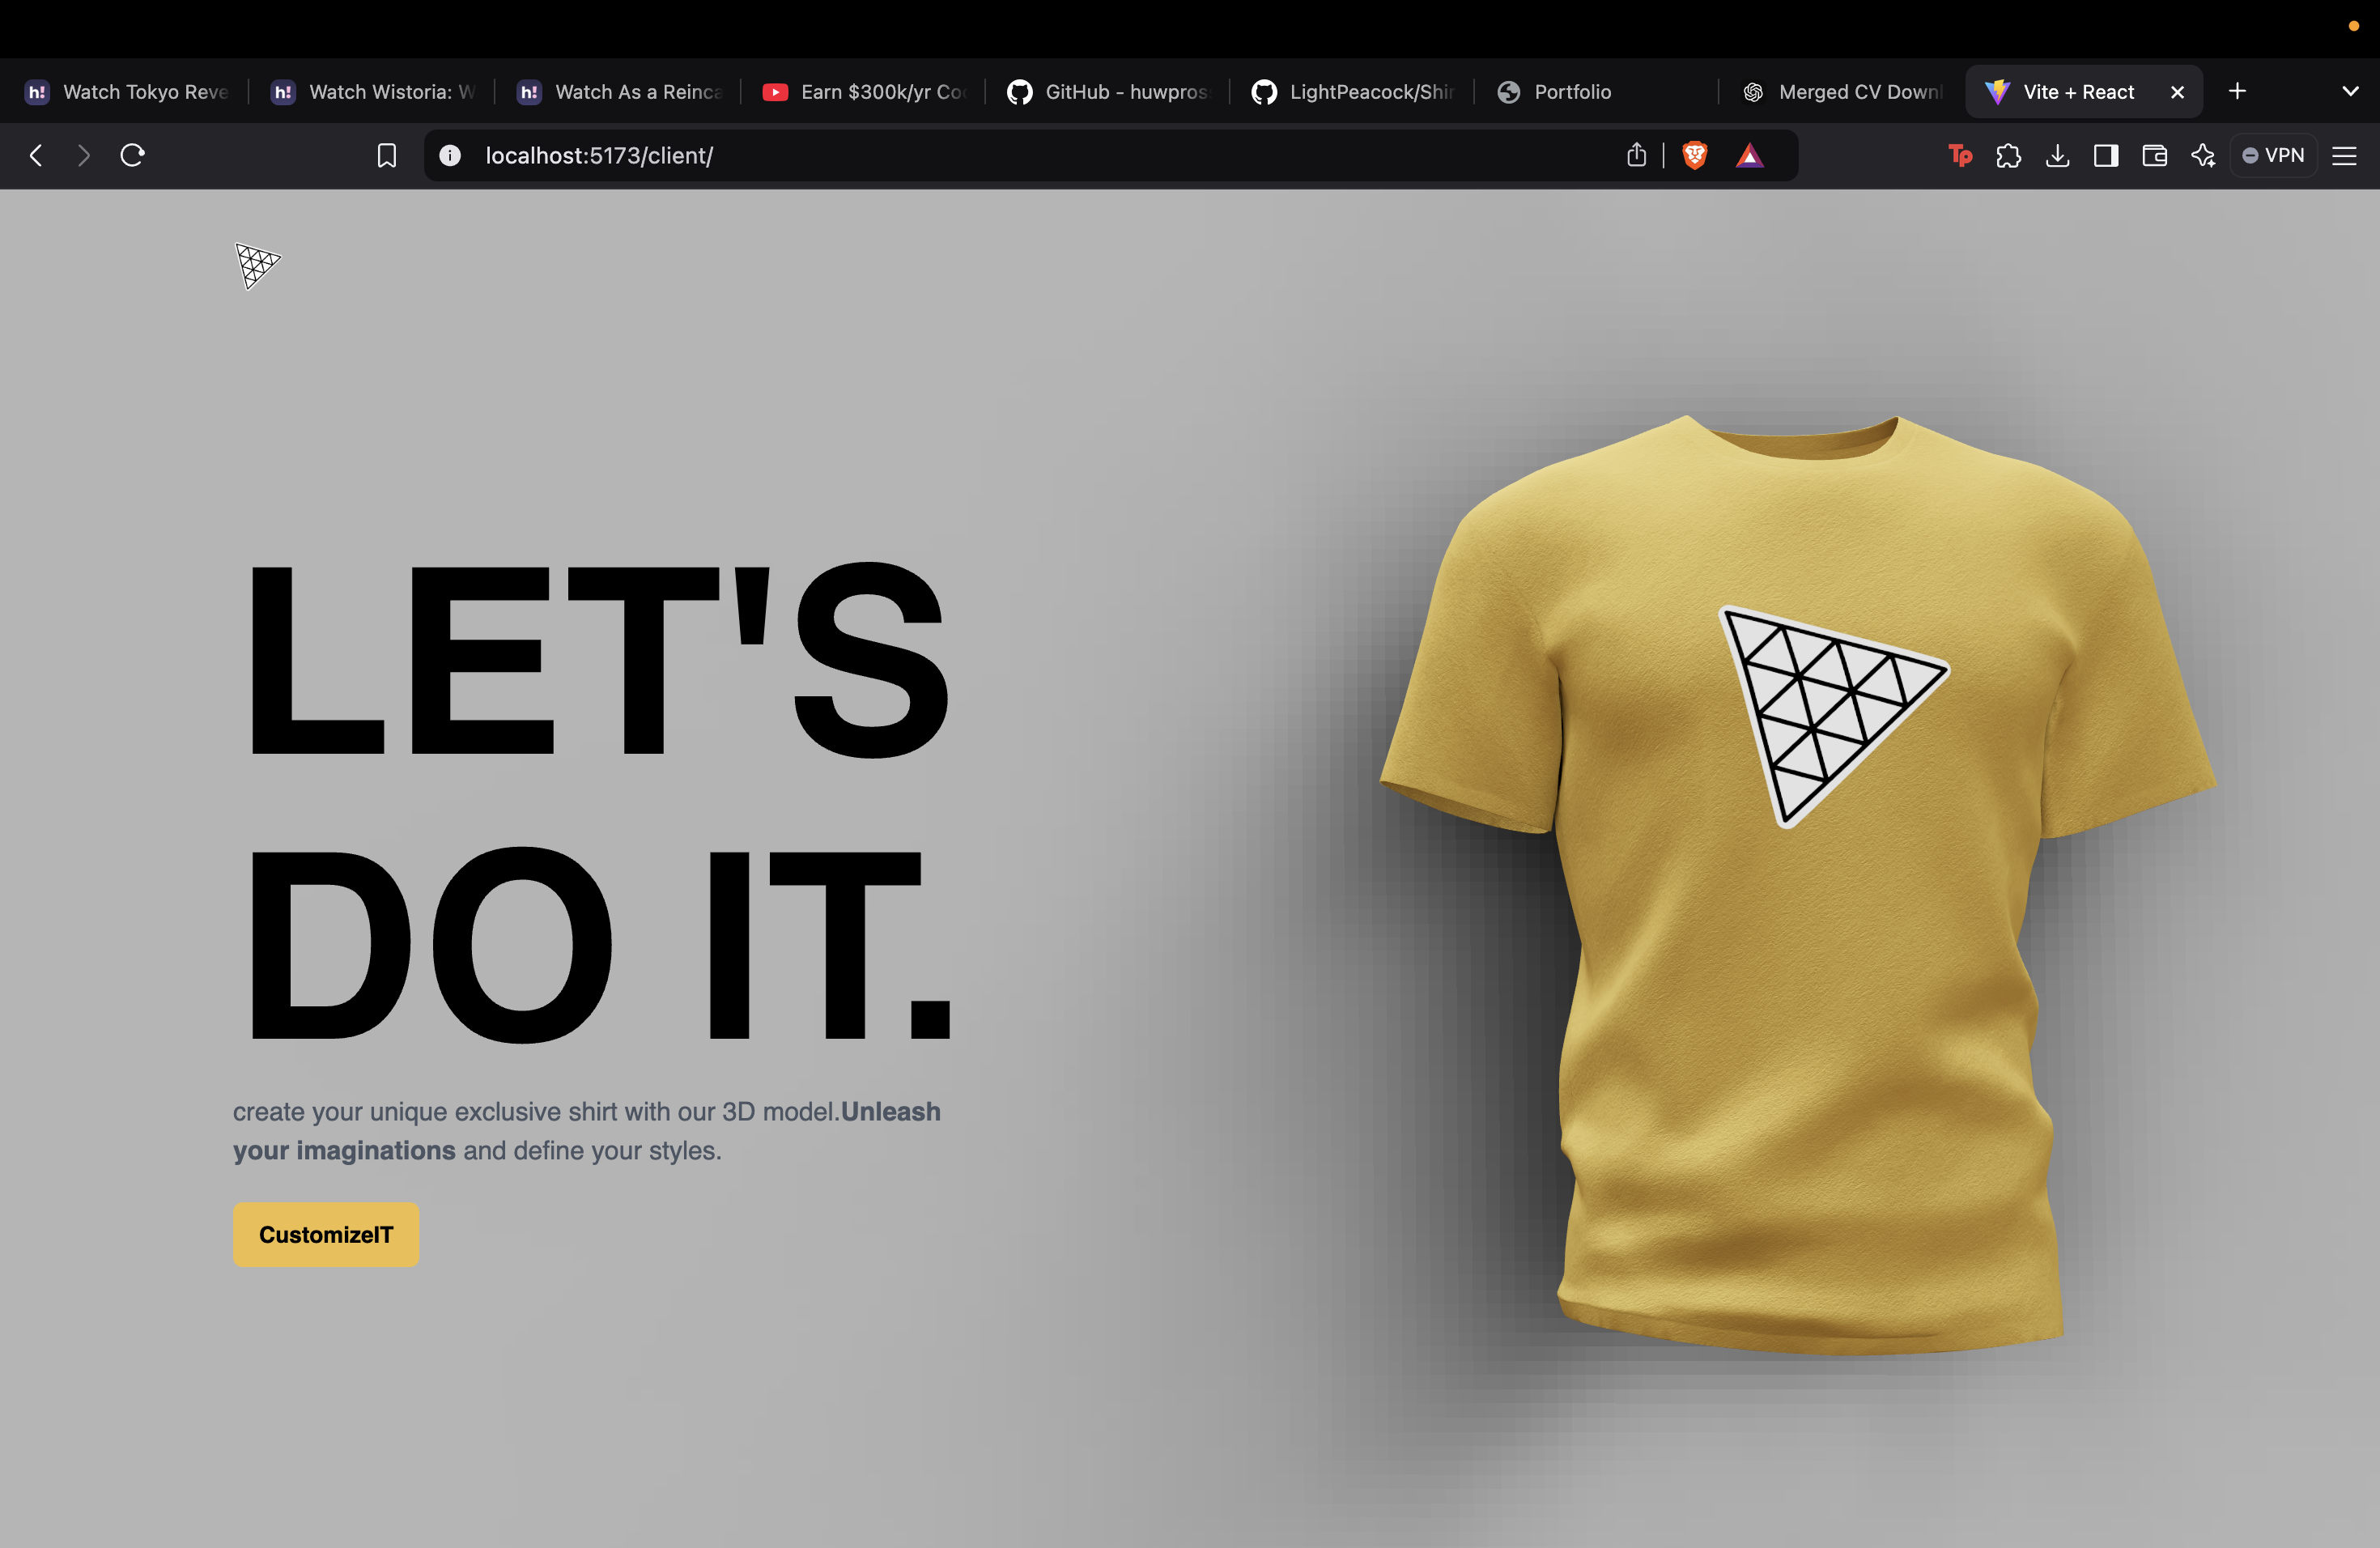 Watch Tokyo Reve
Watch Wistoria: W
Watch As a Reinca
Earn $300k/yr Co
GitHub - huwpros
LightPeacock/Shir
Portfolio
Merged CV Downl
Vite + React
localhost:5173/client/
Tp
VPN
LET'S
DO IT.
create your unique exclusive shirt with our 3D model.Unleash
your imaginations and define your styles.
CustomizeIT